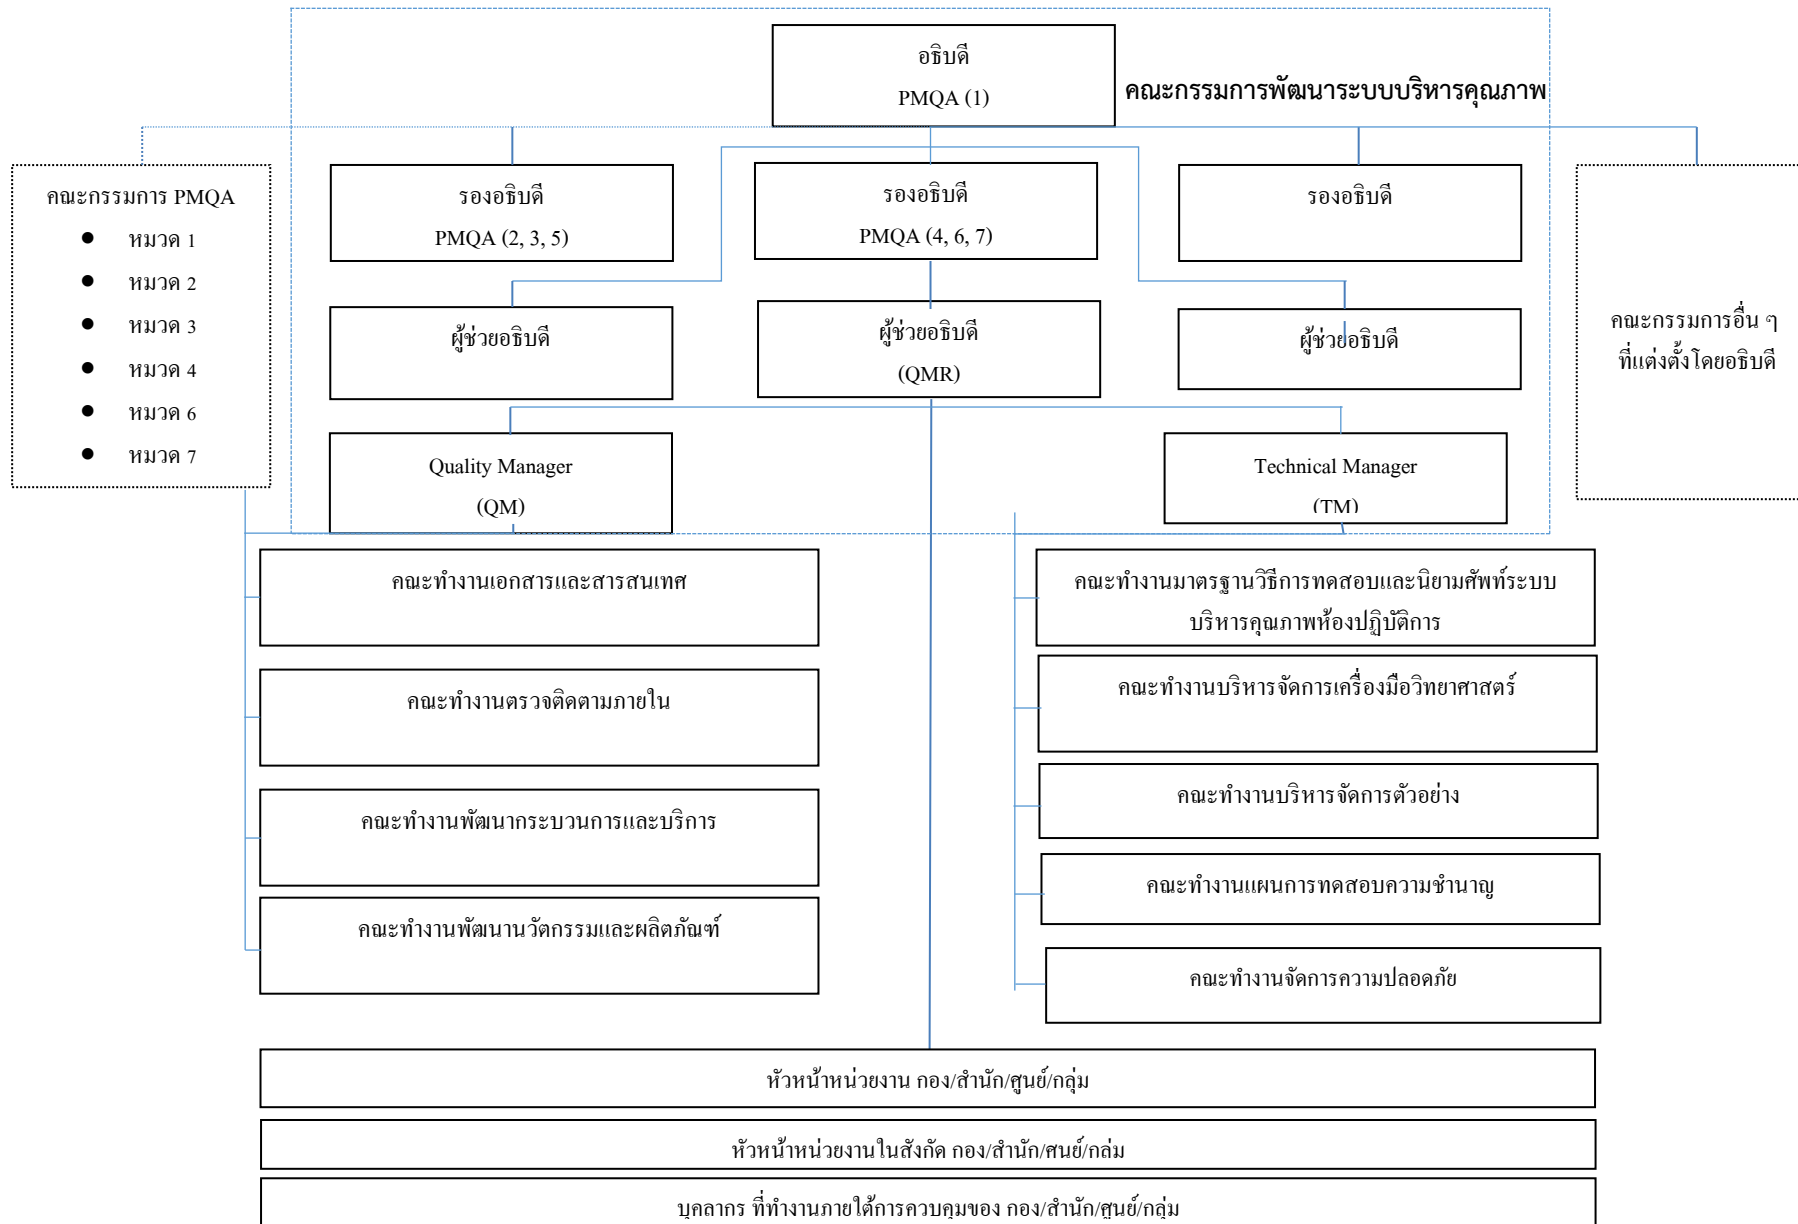 อธิบดี
PMQA (1)
คณะกรรมการพัฒนาระบบบริหารคุณภาพ
คณะกรรมการ PMQA
● หมวด 1
● หมวด 2
● หมวด 3
● หมวด 4
● หมวด 6
● หมวด 7
รองอธิบดี
PMQA (2, 3, 5)
รองอธิบดี
PMQA (4, 6, 7)
รองอธิบดี
คณะกรรมการอื่น ๆ
ที่แต่งตั้งโดยอธิบดี
ผู้ช่วยอธิบดี
ผู้ช่วยอธิบดี
(QMR)
ผู้ช่วยอธิบดี
Quality Manager
(QM)
Technical Manager
(TM)
คณะทำงานเอกสารและสารสนเทศ
คณะทำงานตรวจติดตามภายใน
คณะทำงานพัฒนากระบวนการและบริการ
คณะทำงานพัฒนานวัตกรรมและผลิตภัณฑ์
คณะทำงานมาตรฐานวิธีการทดสอบและนิยามศัพท์ระบบ
บริหารคุณภาพห้องปฏิบัติการ
คณะทำงานบริหารจัดการเครื่องมือวิทยาศาสตร์
คณะทำงานบริหารจัดการตัวอย่าง
คณะทำงานแผนการทดสอบความชำนาญ
คณะทำงานจัดการความปลอดภัย
หัวหน้าหน่วยงาน กอง/สำนัก/ศูนย์/กลุ่ม
หัวหน้าหน่วยงานในสังกัด กอง/สำนัก/ศูนย์/กลุ่ม
บุคลากร ที่ทำงานภายใต้การควบคุมของ กอง/สำนัก/ศูนย์/กลุ่ม